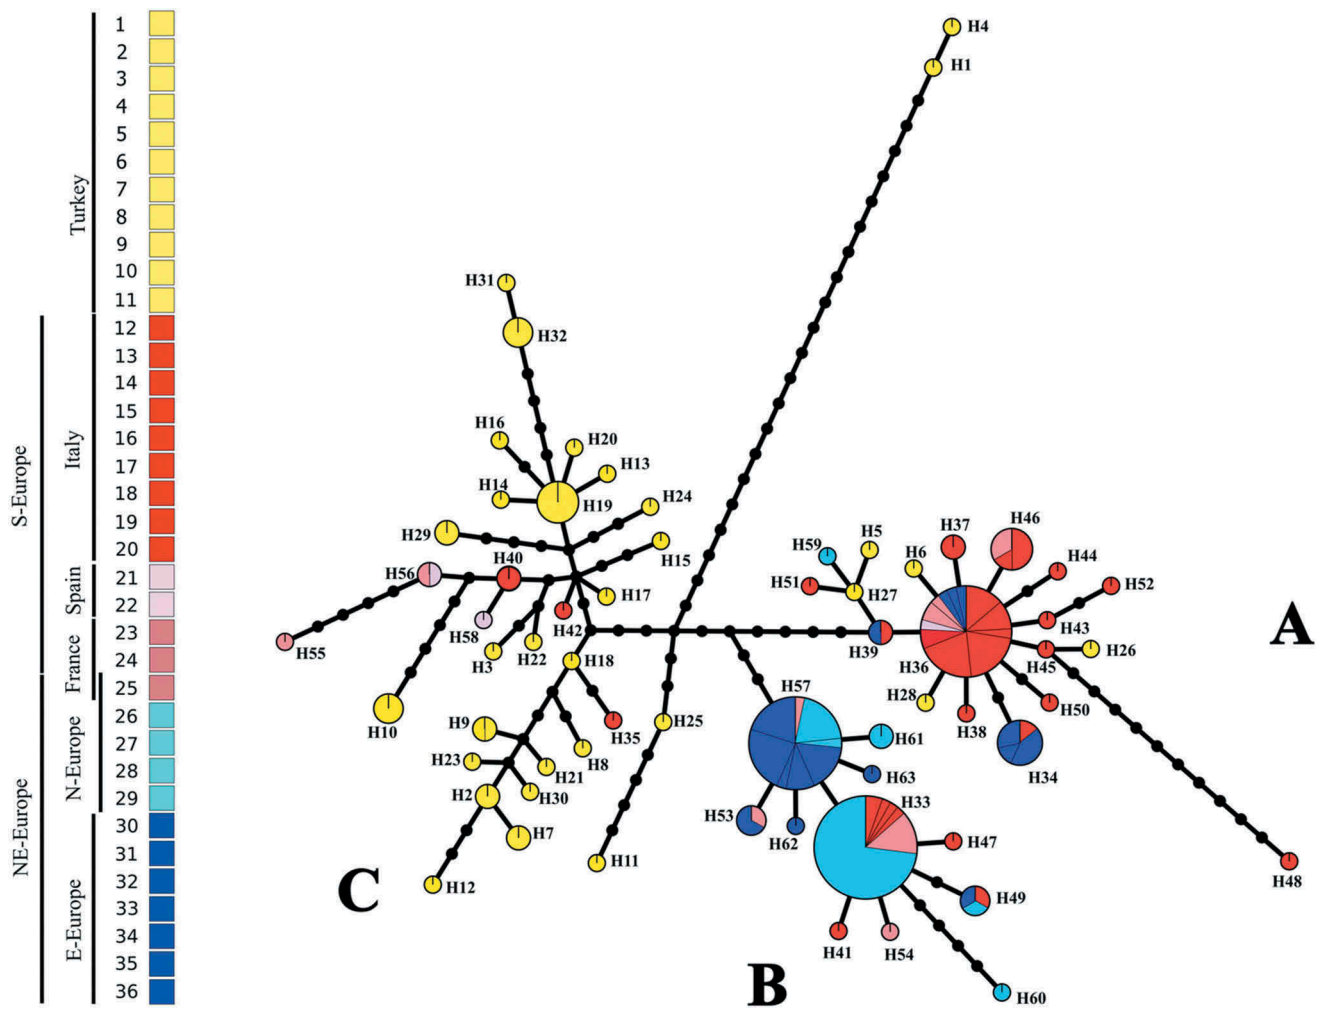 1
2
3
4
5
6
7
8
9
10
11
12
13
14
15
16
17
18
19
20
21
22
23
24
25
26
27
28
29
30
31
32
33
34
35
36
Turkey
Italy
Spain
France
N-Europe
E-Europe
S-Europe
NE-Europe
H4
H1
H31
H32
H16
H20
H13
H14
H19
H24
H29
H15
H56
H40
H17
H42
H58
H55
H3
H22
H18
H10
H9
H35
H25
H8
H23
H21
H2
H30
H7
H12
H11
C
H59
H5
H6
H37
H46
H44
H51
H27
H52
H43
H39
H36
H45
H26
A
H28
H38
H50
H34
H57
H61
H63
H53
H62
H33
H47
H48
H49
H41
H54
B
H60